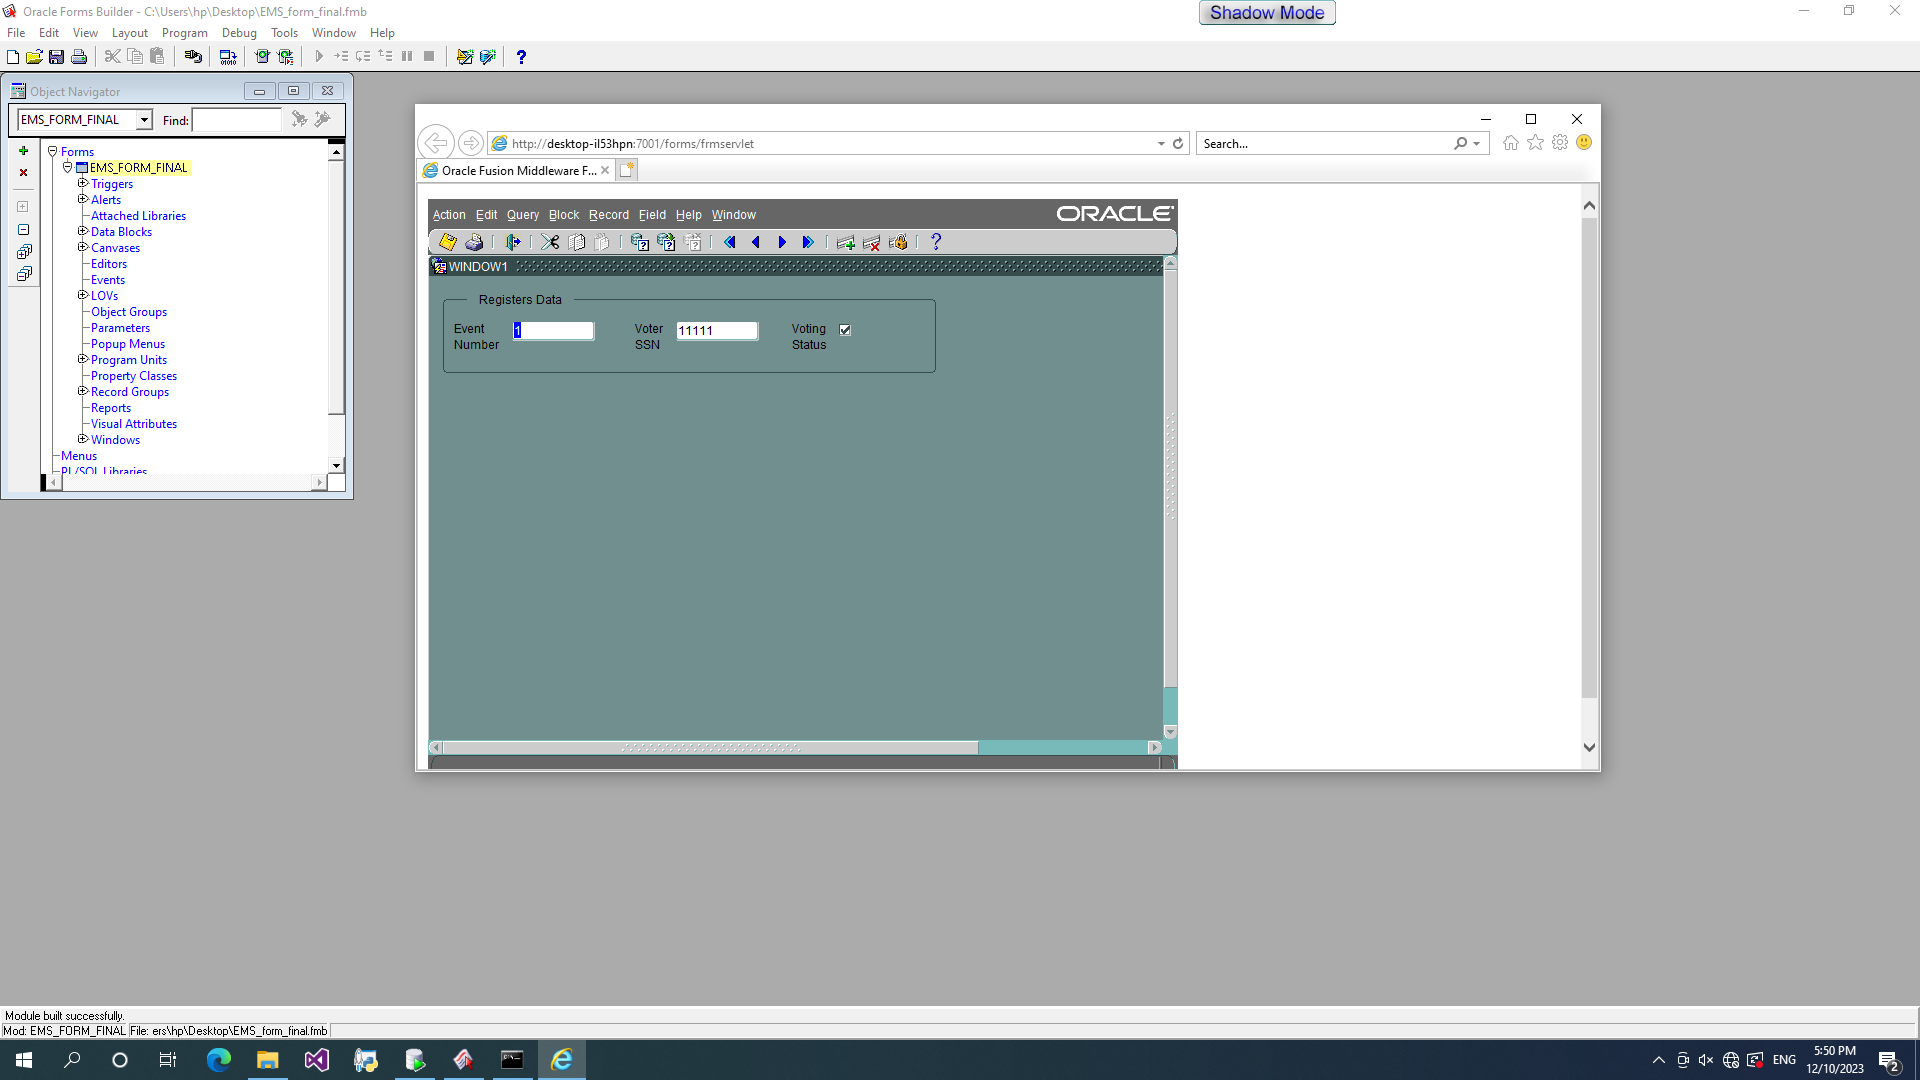 Oracle Forms Builder - C:\Users\hp\Desktop\EMS_form_final.fmb
Shadow Mode
File Edit View Layout Program Debug Tools Window Help
Object Navigator
EMS_FORM_FINAL Find:
Forms
EMS_FORM_FINAL
Triggers
Alerts
Attached Libraries
Data Blocks
Canvases
Editors
Events
LOVs
Object Groups
Parameters
Popup Menus
Program Units
Property Classes
Record Groups
Reports
Visual Attributes
Windows
Menus
PL/SQL Libraries
http://desktop-il53hpn:7001/forms/frmservlet
Search...
Oracle Fusion Middleware F...
Action Edit Query Block Record Field Help Window
ORACLE
WINDOW1
Registers Data
Event Number 1
Voter SSN 11111
Voting Status
Module built successfully.
Mod: EMS_FORM_FINAL File: ers\hp\Desktop\EMS_form_final.fmb
ENG
5:50 PM
12/10/2023
2